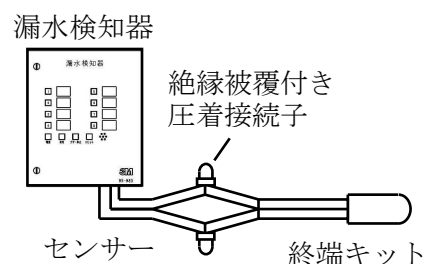 漏水検知器
漏水検知器
絶縁被覆付き
圧着接続子
センサー
終端キット